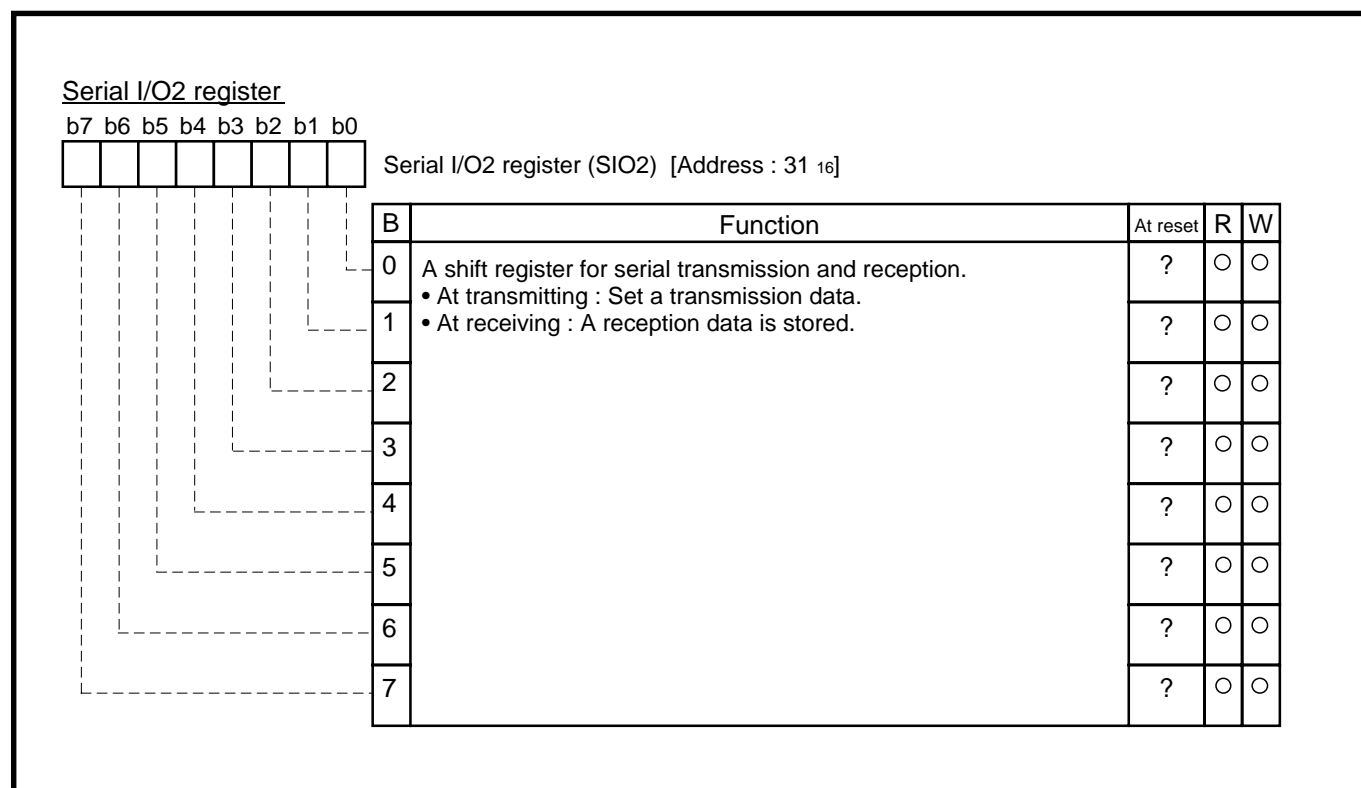 Serial I/O2 register
b7 b6 b5 b4 b3 b2 b1 b0
Serial I/O2 register (SIO2) [Address : 31 16]
B Function At reset R W
0 A shift register for serial transmission and reception. ? ○ ○
• At transmitting : Set a transmission data.
1 • At receiving : A reception data is stored. ? ○ ○
2 ? ○ ○
3 ? ○ ○
4 ? ○ ○
5 ? ○ ○
6 ? ○ ○
7 ? ○ ○